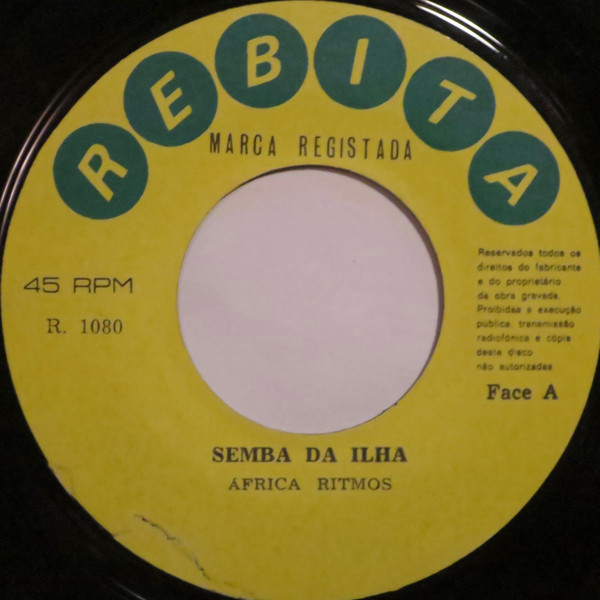 REBITA
MARCA REGISTADA
45 RPM
R. 1080
Reservados todos os
direitos do fabricante
e do proprietário
da obra gravada.
Proibidas a execução
pública transmissão
radiofónica e cópia
deste disco
não autorizadas
Face A
SEMBA DA ILHA
ÁFRICA RITMOS